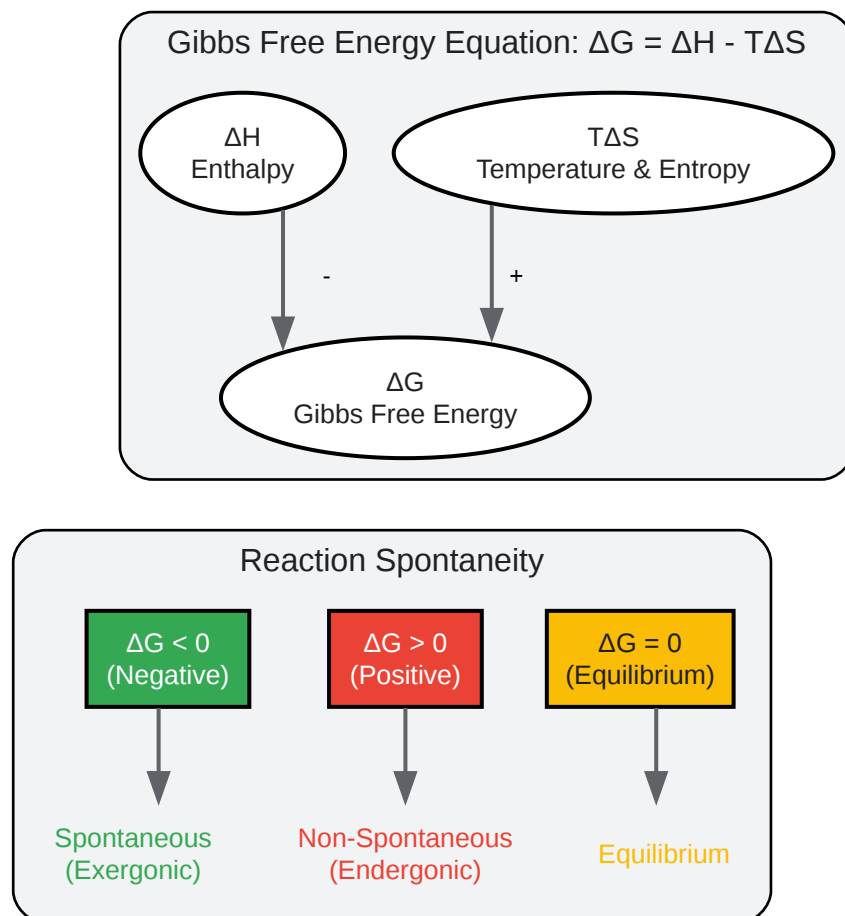 Gibbs Free Energy Equation: ΔG = ΔH - TΔS
ΔH
Enthalpy
TΔS
Temperature & Entropy
-
+
ΔG
Gibbs Free Energy
Reaction Spontaneity
ΔG < 0
(Negative)
ΔG > 0
(Positive)
ΔG = 0
(Equilibrium)
Spontaneous
(Exergonic)
Non-Spontaneous
(Endergonic)
Equilibrium